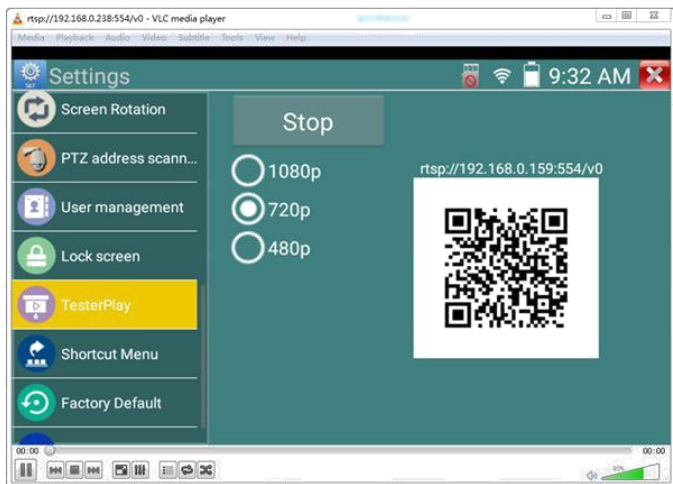 rtsp://192.168.0.238:554/v0 - VLC media player
Media Playback Audio Video Subtitle Tools View Help
SET
Settings
9:32 AM
Screen Rotation
PTZ address scann...
User management
Lock screen
TesterPlay
Shortcut Menu
Factory Default
Stop
1080p
720p
480p
rtsp://192.168.0.159:554/v0
00:00
00:00
90%